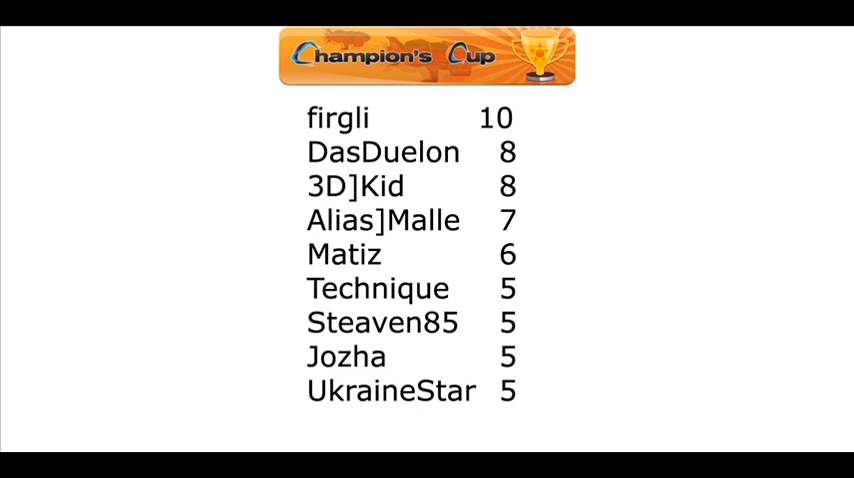 Champion's Cup
firgli 10
DasDuelon 8
3D]Kid 8
Alias]Malle 7
Matiz 6
Technique 5
Steaven85 5
Jozha 5
UkraineStar 5